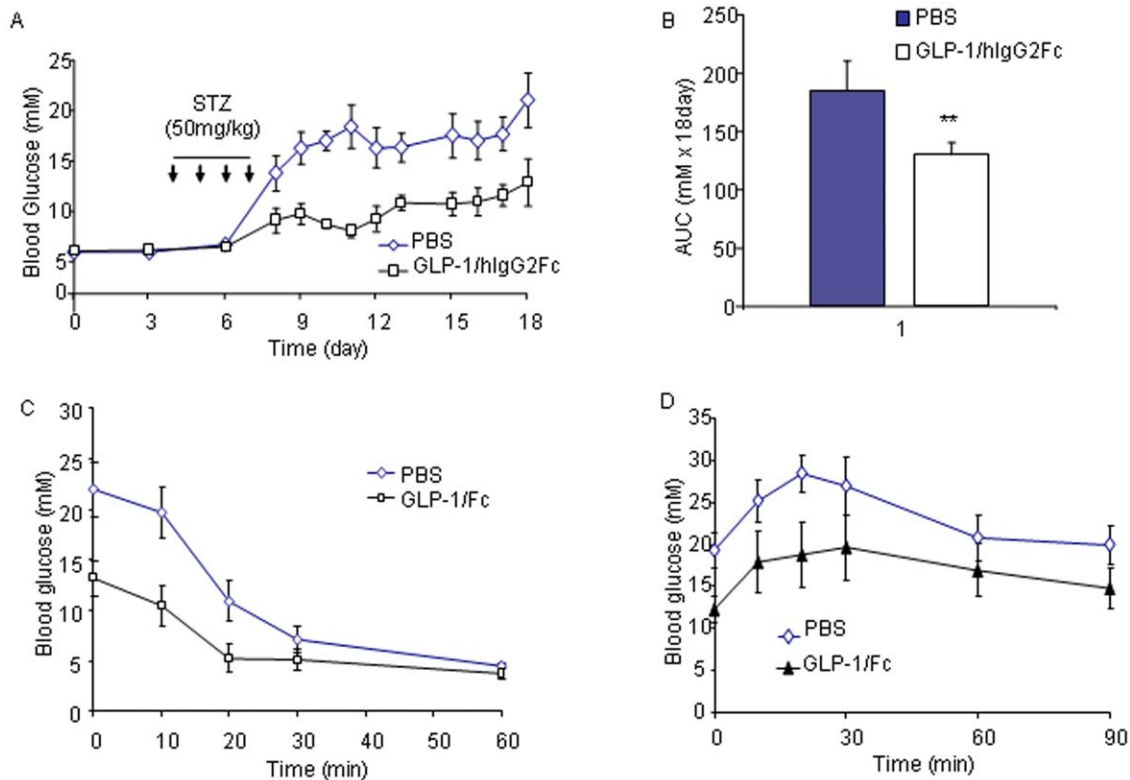 A
Blood Glucose (mM)
25
20
15
10
5
0
STZ
(50mg/kg)
PBS
GLP-1/hIgG2Fc
0 3 6 9 12 15 18
Time (day)
B
PBS
GLP-1/hIgG2Fc
AUC (mM x 18day)
250
200
150
100
50
0
**
1
C
Blood glucose (mM)
30
25
20
15
10
5
0
PBS
GLP-1/Fc
0 10 20 30 40 50 60
Time (min)
D
Blood glucose (mM)
35
30
25
20
15
10
5
0
PBS
GLP-1/Fc
0 30 60 90
Time (min)